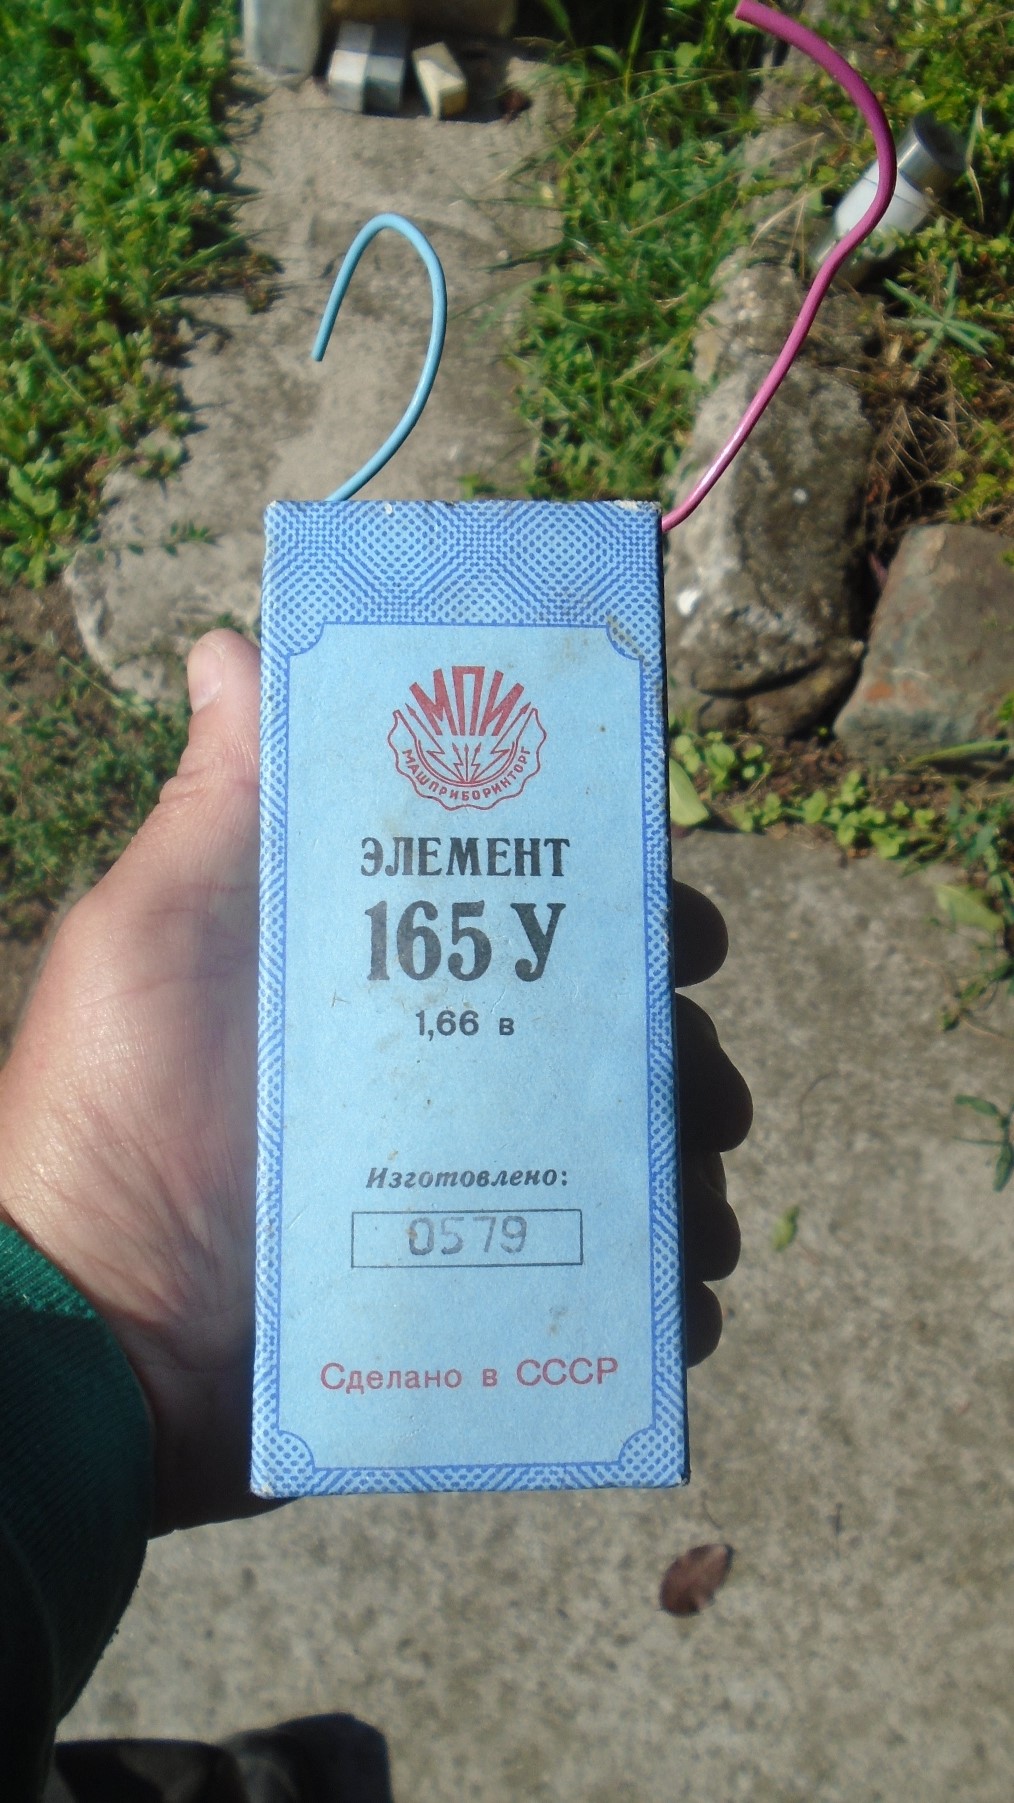 МПИ
МАШПРИБОРИНТОРГ
ЭЛЕМЕНТ
165 У
1,66 в
Изготовлено:
0579
Сделано в СССР